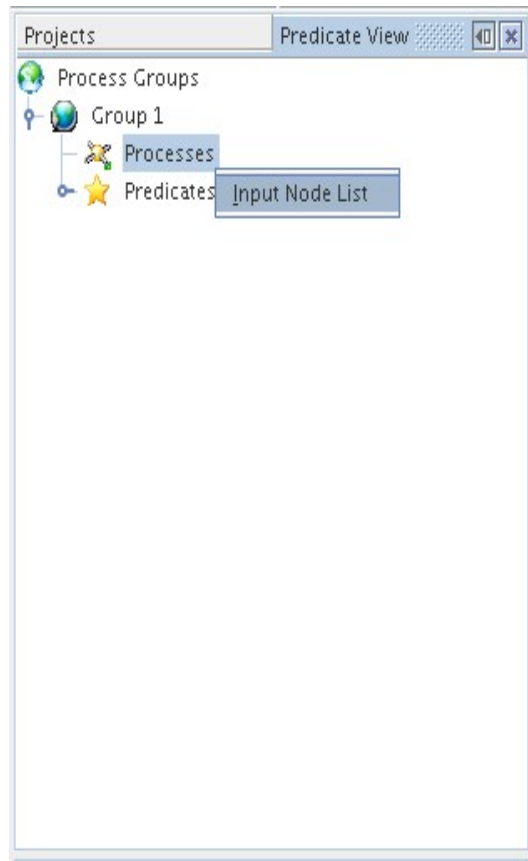 Projects
Predicate View
Process Groups
Group 1
Processes
Predicates
Input Node List